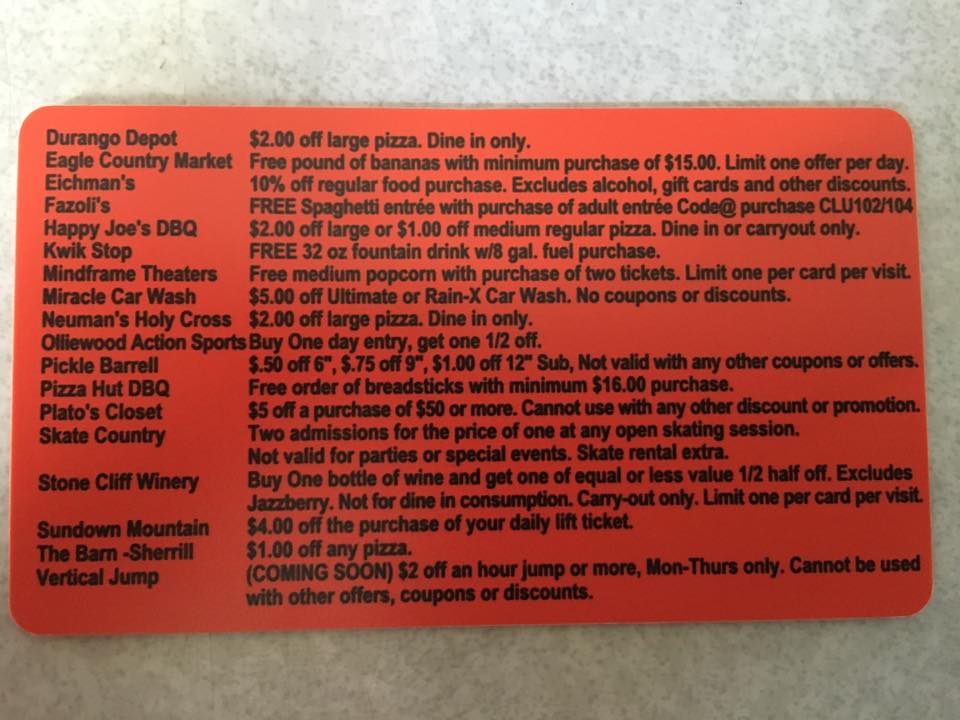 Durango Depot $2.00 off large pizza. Dine in only.
Eagle Country Market Free pound of bananas with minimum purchase of $15.00. Limit one offer per day.
Eichman's 10% off regular food purchase. Excludes alcohol, gift cards and other discounts.
Fazoli's FREE Spaghetti entrée with purchase of adult entrée Code@ purchase CLU102/104
Happy Joe's DBQ $2.00 off large or $1.00 off medium regular pizza. Dine in or carryout only.
Kwik Stop FREE 32 oz fountain drink w/8 gal. fuel purchase.
Mindframe Theaters Free medium popcorn with purchase of two tickets. Limit one per card per visit.
Miracle Car Wash $5.00 off Ultimate or Rain-X Car Wash. No coupons or discounts.
Neuman's Holy Cross $2.00 off large pizza. Dine in only.
Olliewood Action Sports Buy One day entry, get one 1/2 off.
Pickle Barrell $.50 off 6", $.75 off 9", $1.00 off 12" Sub, Not valid with any other coupons or offers.
Pizza Hut DBQ Free order of breadsticks with minimum $16.00 purchase.
Plato's Closet $5 off a purchase of $50 or more. Cannot use with any other discount or promotion.
Skate Country Two admissions for the price of one at any open skating session.
Not valid for parties or special events. Skate rental extra.
Stone Cliff Winery Buy One bottle of wine and get one of equal or less value 1/2 half off. Excludes
Jazzberry. Not for dine in consumption. Carry-out only. Limit one per card per visit.
Sundown Mountain $4.00 off the purchase of your daily lift ticket.
The Barn -Sherrill $1.00 off any pizza.
Vertical Jump (COMING SOON) $2 off an hour jump or more, Mon-Thurs only. Cannot be used
with other offers, coupons or discounts.